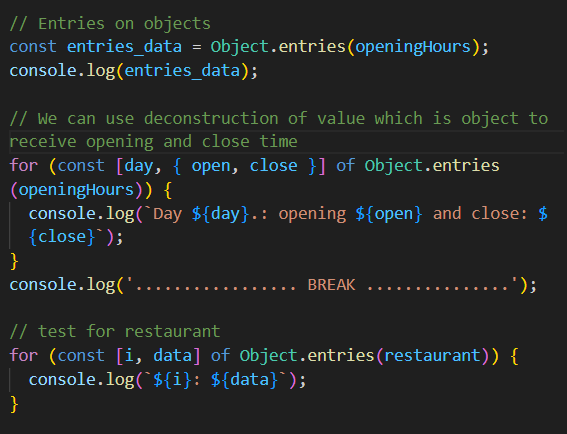 // Entries on objects
const entries_data = Object.entries(openingHours);
console.log(entries_data);
// We can use deconstruction of value which is object to
receive opening and close time
for (const [day, { open, close }] of Object.entries
(openingHours)) {
console.log(`Day ${day}.: opening ${open} and close: $
{close}`);
}
console.log('................. BREAK ...............');
// test for restaurant
for (const [i, data] of Object.entries(restaurant)) {
console.log(`${i}: ${data}`);
}